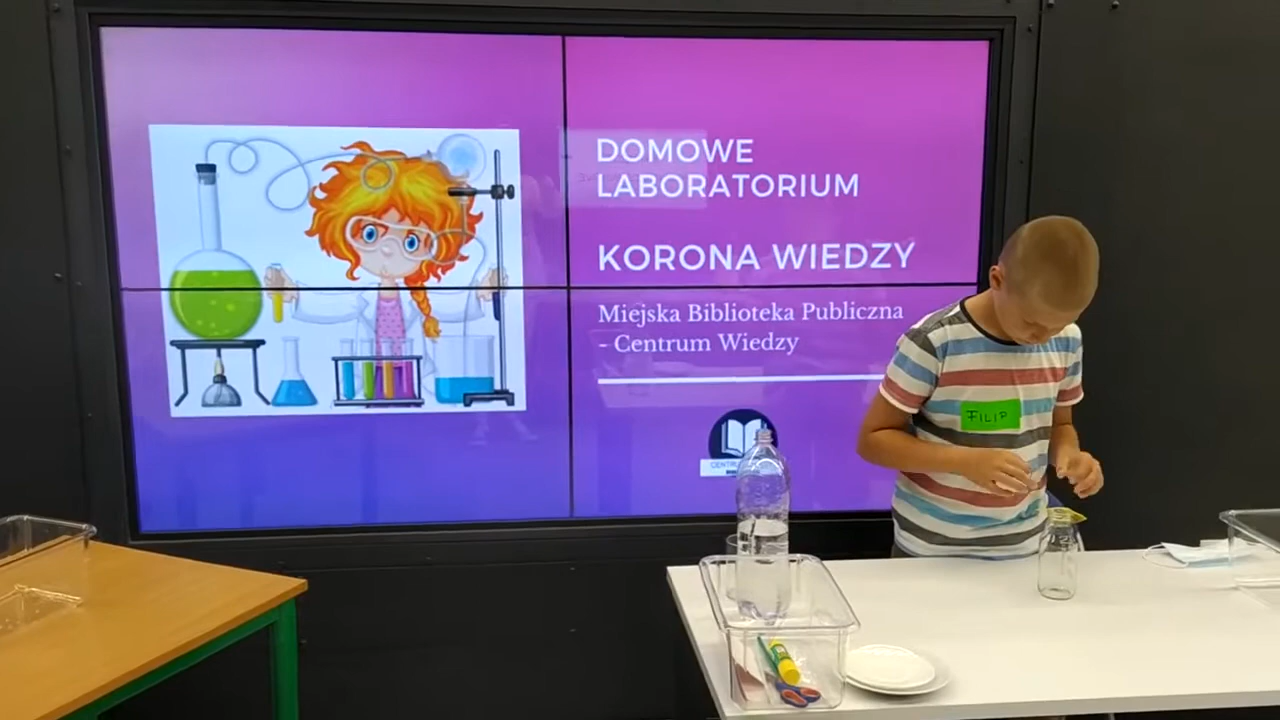 DOMOWE
LABORATORIUM
KORONA WIEDZY
Miejska Biblioteka Publiczna
- Centrum Wiedzy
FILIP